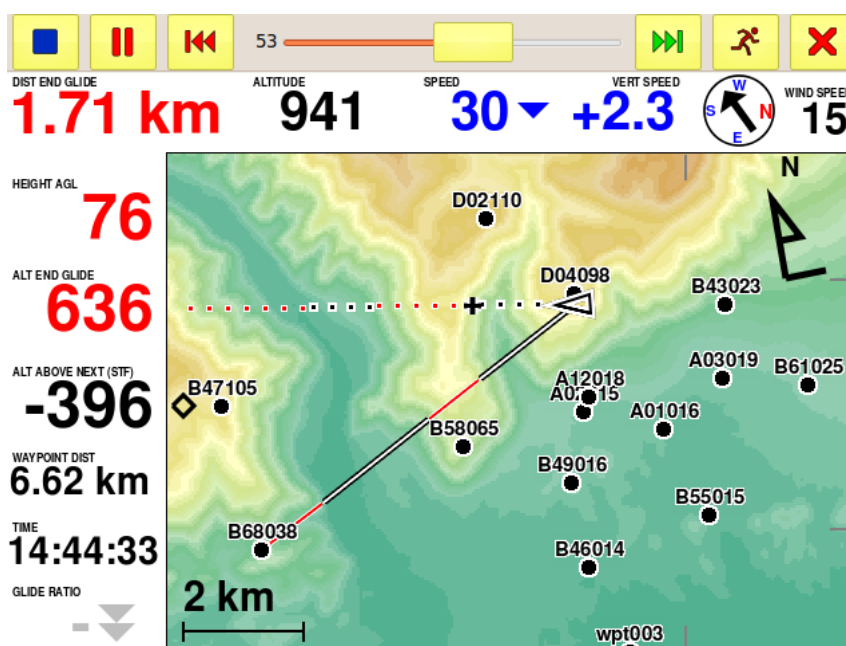 53
DIST END GLIDE
1.71 km
ALTITUDE
941
SPEED
30
VERT SPEED
+2.3
W
S
N
E
WIND SPEE
15
HEIGHT AGL
76
ALT END GLIDE
636
ALT ABOVE NEXT (STF)
-396
WAYPOINT DIST
6.62 km
TIME
14:44:33
GLIDE RATIO
-
N
D02110
D04098
B43023
A03019
B61025
B47105
A12018
A01016
B58065
B49016
B55015
B68038
B46014
2 km
wpt003